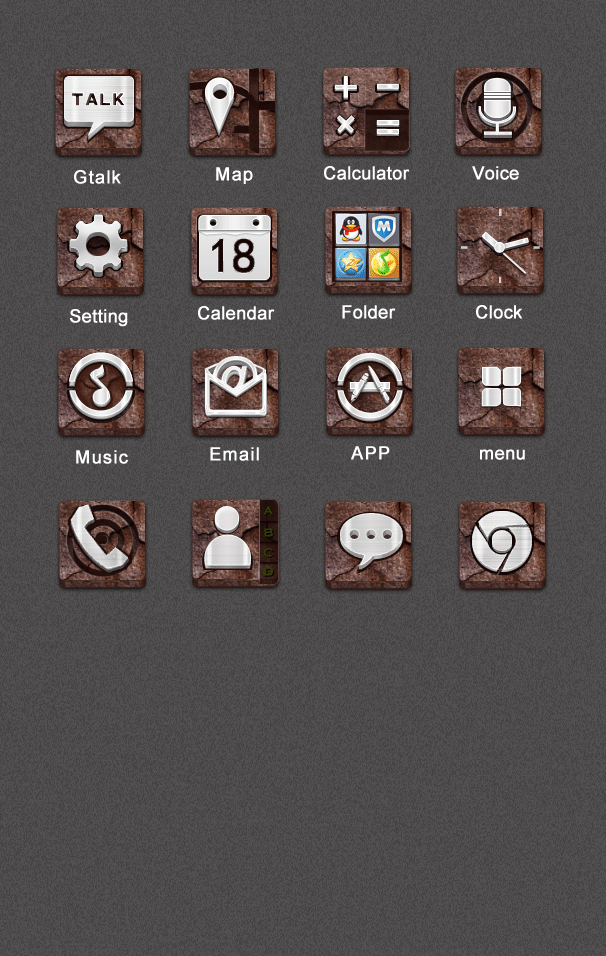 TALK
Gtalk
Map
Calculator
Voice
18
M
Setting
Calendar
Folder
Clock
@
Music
Email
APP
menu
A
B
C
D